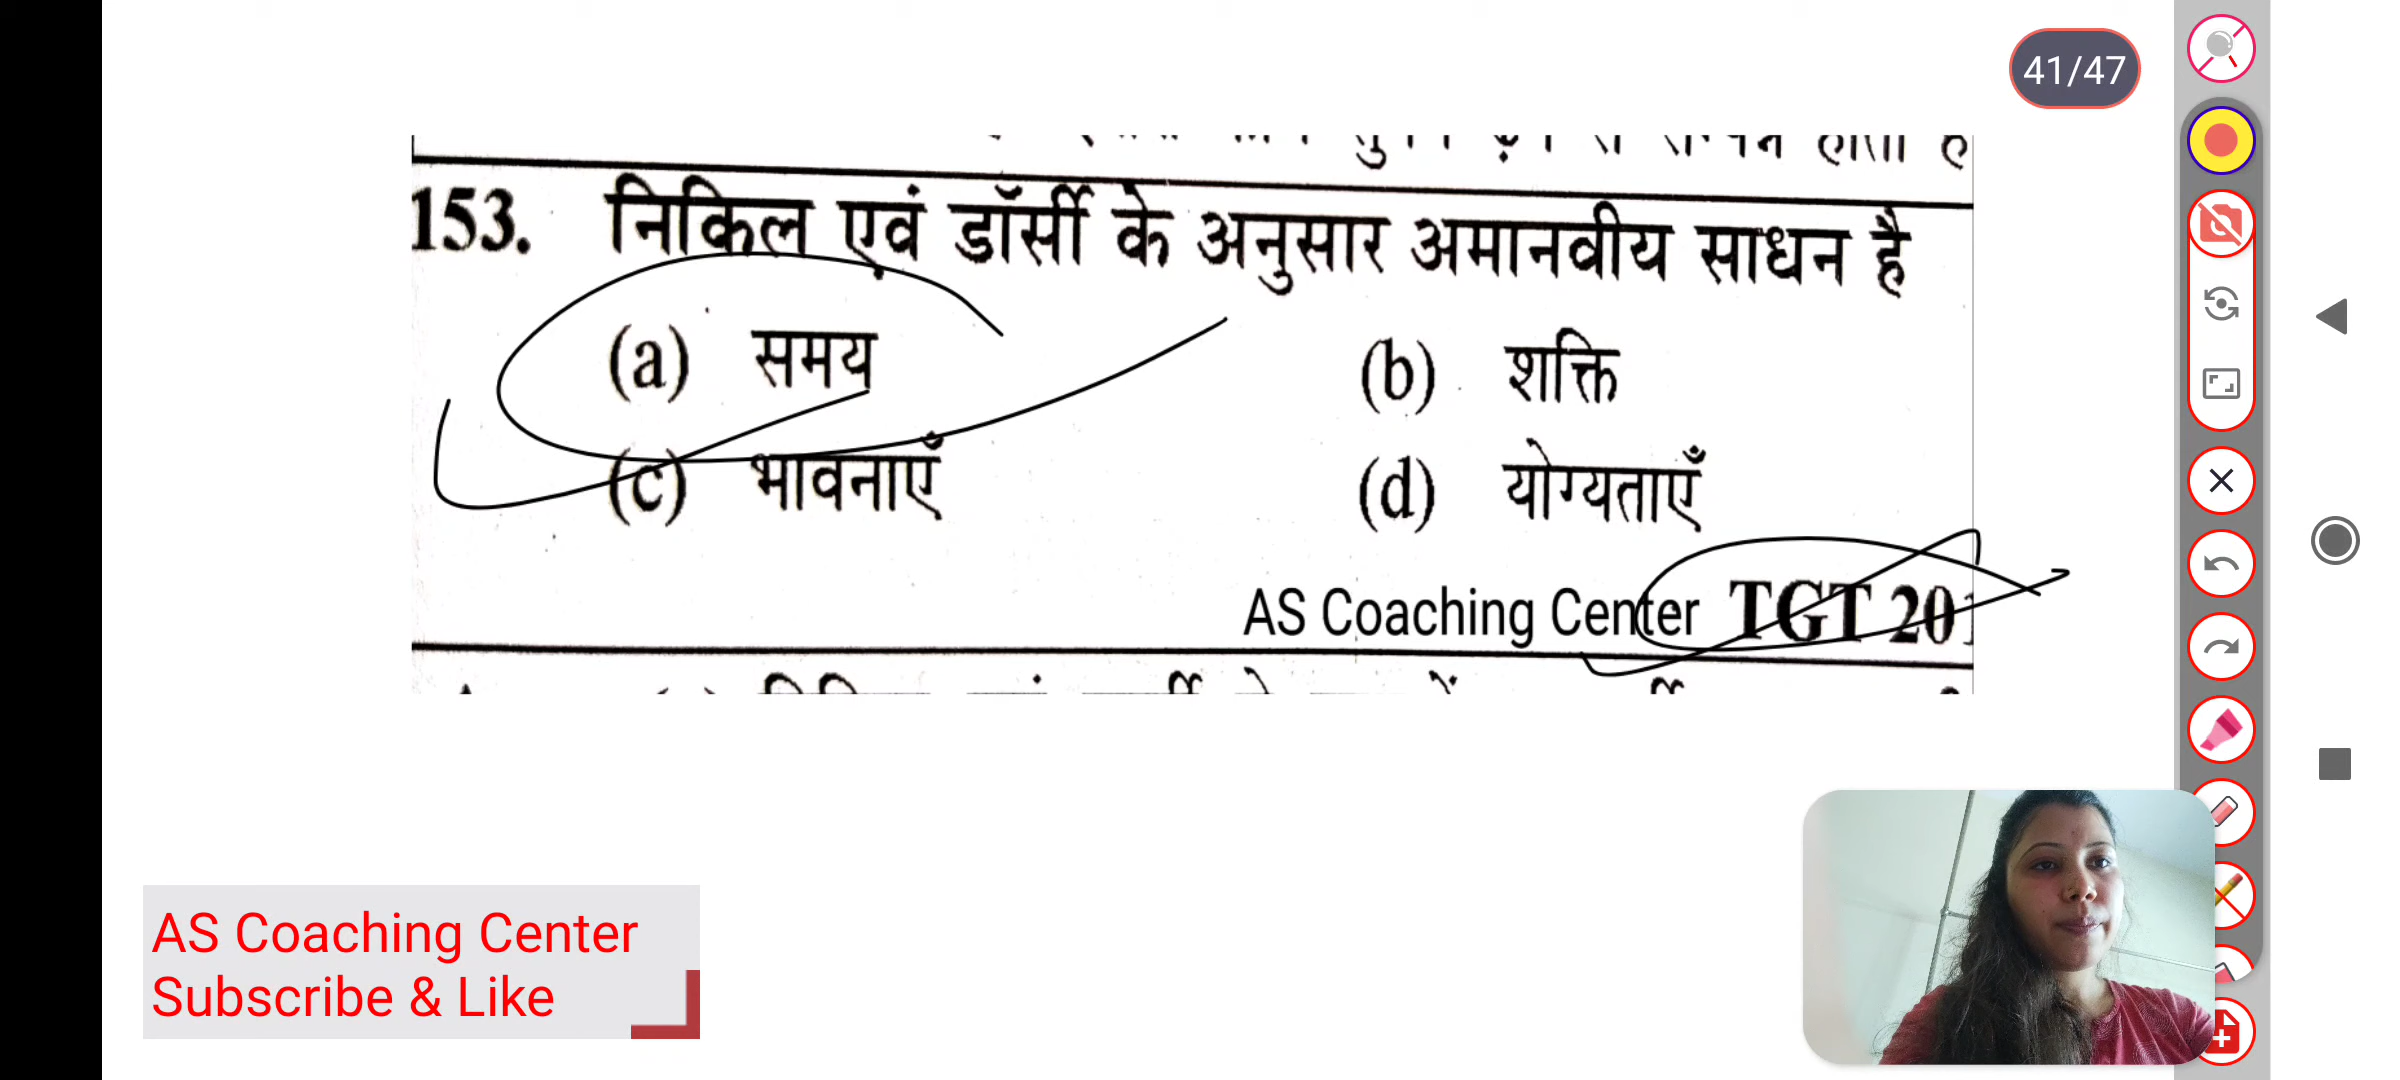 41/47
153. निकिल एवं डॉर्सी के अनुसार अमानवीय साधन है
(a) समय (b) शक्ति
(c) भावनाएँ (d) योग्यताएँ
AS Coaching Center TGT 201
AS Coaching Center
Subscribe & Like